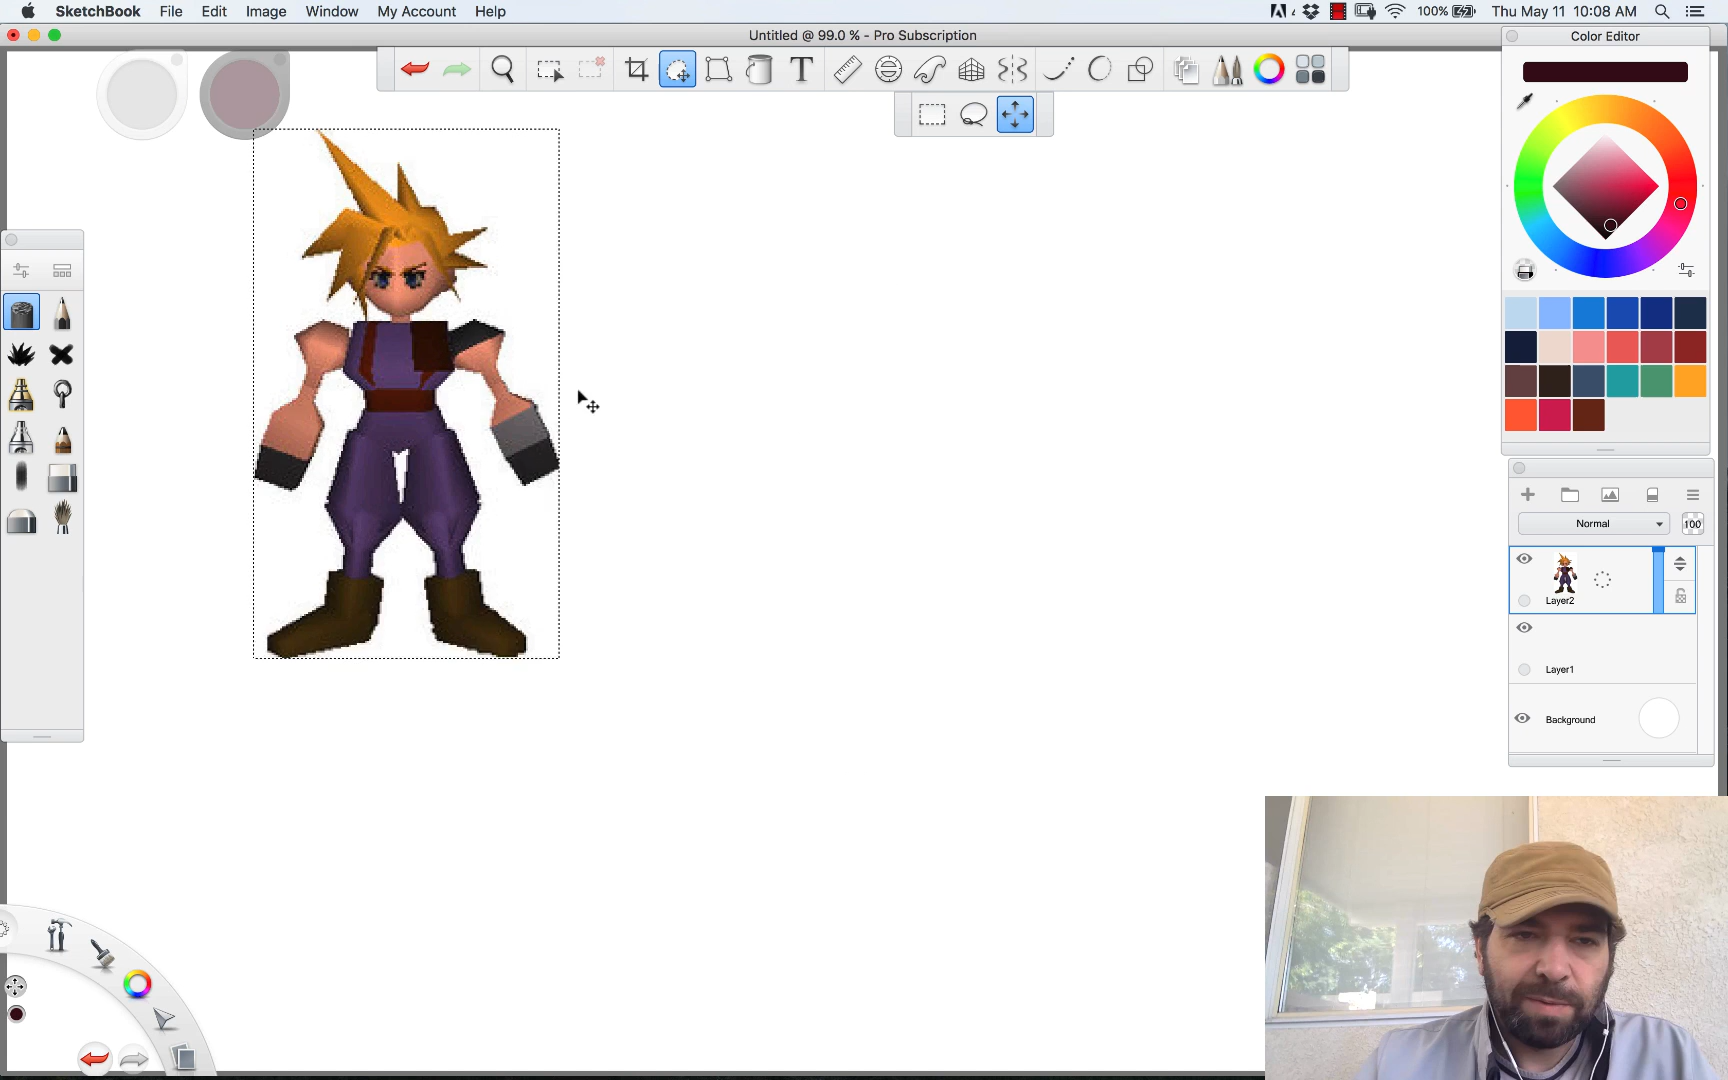 SketchBook File Edit Image Window My Account Help
100% Thu May 11 10:08 AM
Untitled @ 99.0 % - Pro Subscription
Color Editor
T
Normal 100
Layer2
Layer1
Background